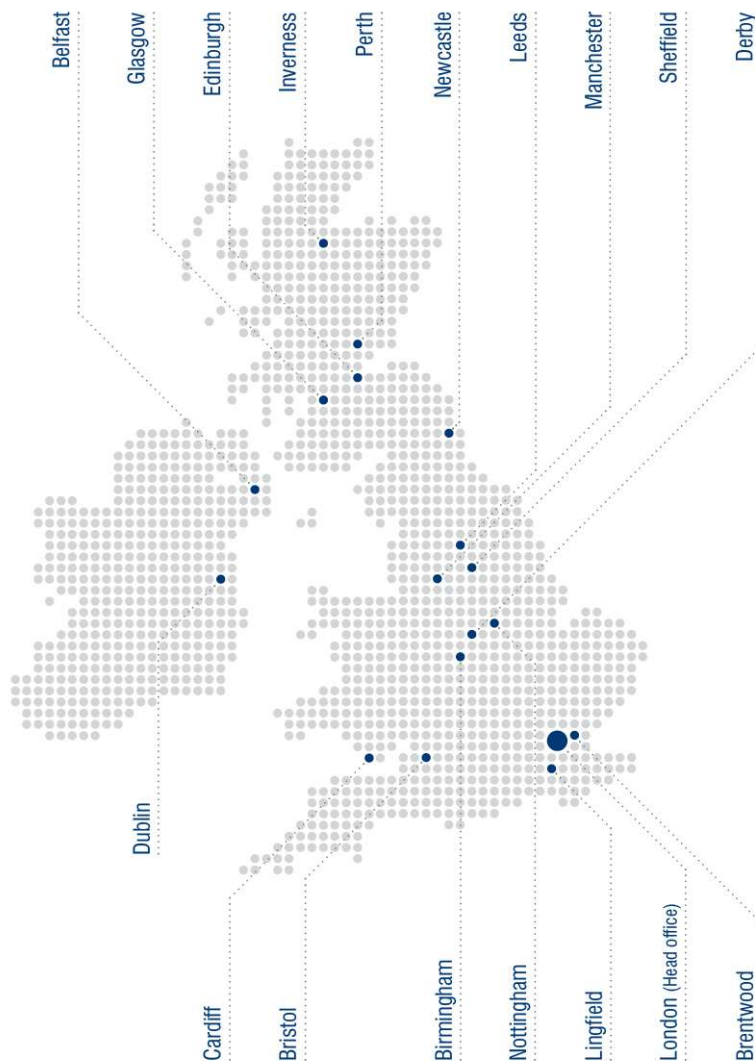 Belfast
Glasgow
Edinburgh
Inverness
Perth
Newcastle
Leeds
Manchester
Sheffield
Derby
Dublin
Cardiff
Bristol
Birmingham
Nottingham
Lingfield
London (Head office)
Brentwood